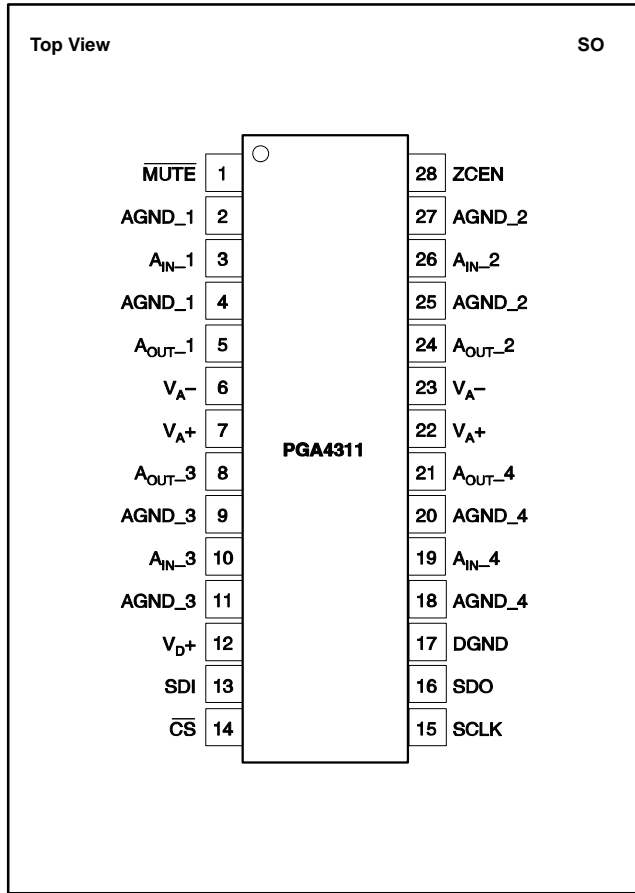 Top View SO
MUTE 1 28 ZCEN
AGND_1 2 27 AGND_2
AIN_1 3 26 AIN_2
AGND_1 4 25 AGND_2
AOUT_1 5 24 AOUT_2
VA– 6 23 VA–
VA+ 7 22 VA+
PGA4311
AOUT_3 8 21 AOUT_4
AGND_3 9 20 AGND_4
AIN_3 10 19 AIN_4
AGND_3 11 18 AGND_4
VD+ 12 17 DGND
SDI 13 16 SDO
CS 14 15 SCLK